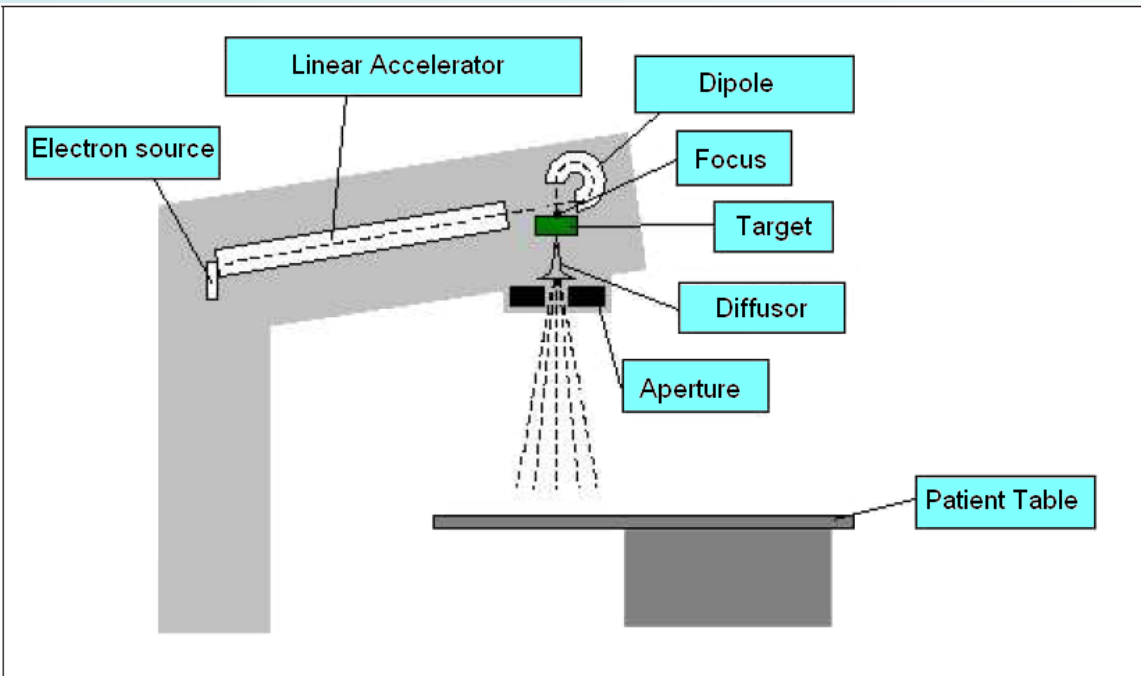 Linear Accelerator
Dipole
Electron source
Focus
Target
Diffusor
Aperture
Patient Table